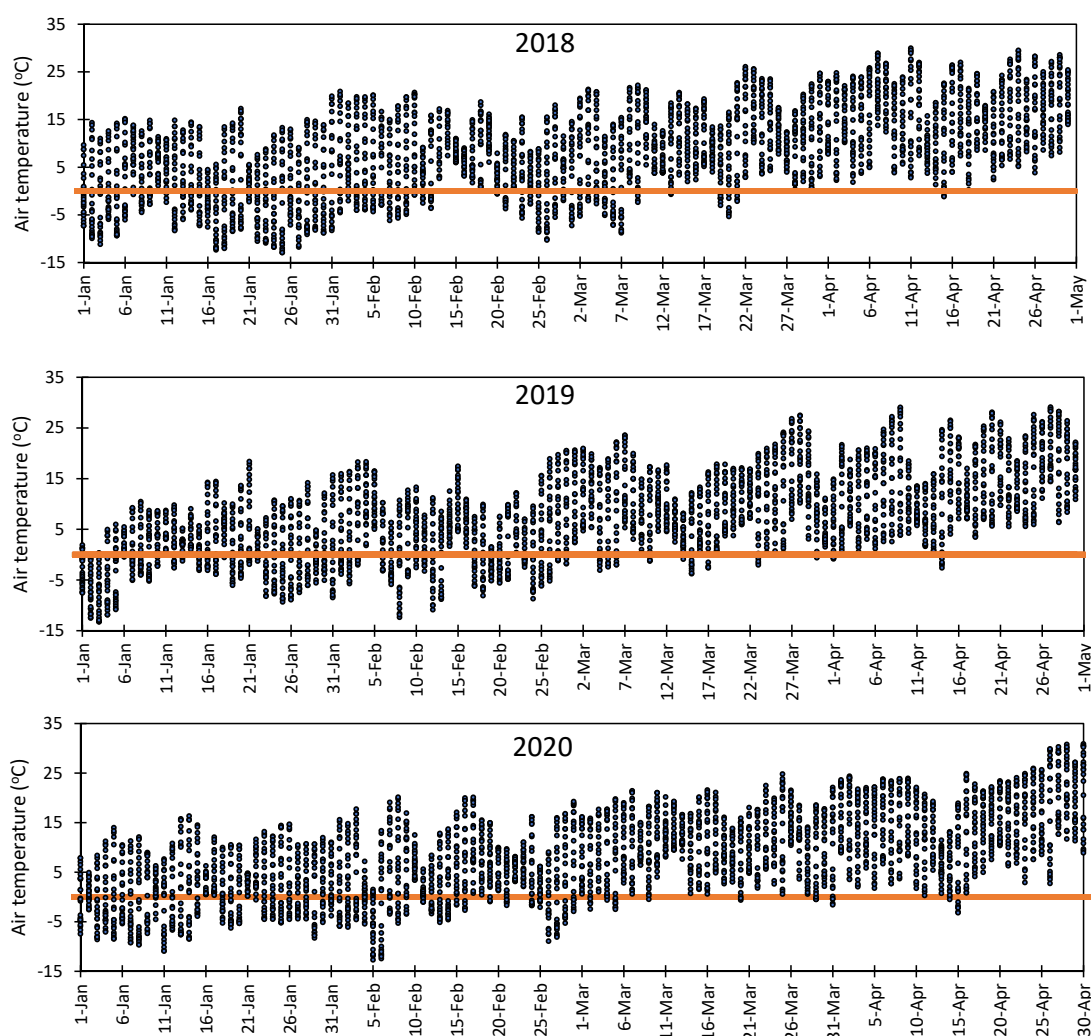 2018
Air temperature (ºC)
35
25
15
5
-5
-15
1-Jan
6-Jan
11-Jan
16-Jan
21-Jan
26-Jan
31-Jan
5-Feb
10-Feb
15-Feb
20-Feb
25-Feb
2-Mar
7-Mar
12-Mar
17-Mar
22-Mar
27-Mar
1-Apr
6-Apr
11-Apr
16-Apr
21-Apr
26-Apr
1-May
2019
Air temperature (ºC)
35
25
15
5
-5
-15
1-Jan
6-Jan
11-Jan
16-Jan
21-Jan
26-Jan
31-Jan
5-Feb
10-Feb
15-Feb
20-Feb
25-Feb
2-Mar
7-Mar
12-Mar
17-Mar
22-Mar
27-Mar
1-Apr
6-Apr
11-Apr
16-Apr
21-Apr
26-Apr
1-May
2020
Air temperature (ºC)
35
25
15
5
-5
-15
1-Jan
6-Jan
11-Jan
16-Jan
21-Jan
26-Jan
31-Jan
5-Feb
10-Feb
15-Feb
20-Feb
25-Feb
1-Mar
6-Mar
11-Mar
16-Mar
21-Mar
26-Mar
31-Mar
5-Apr
10-Apr
15-Apr
20-Apr
25-Apr
30-Apr